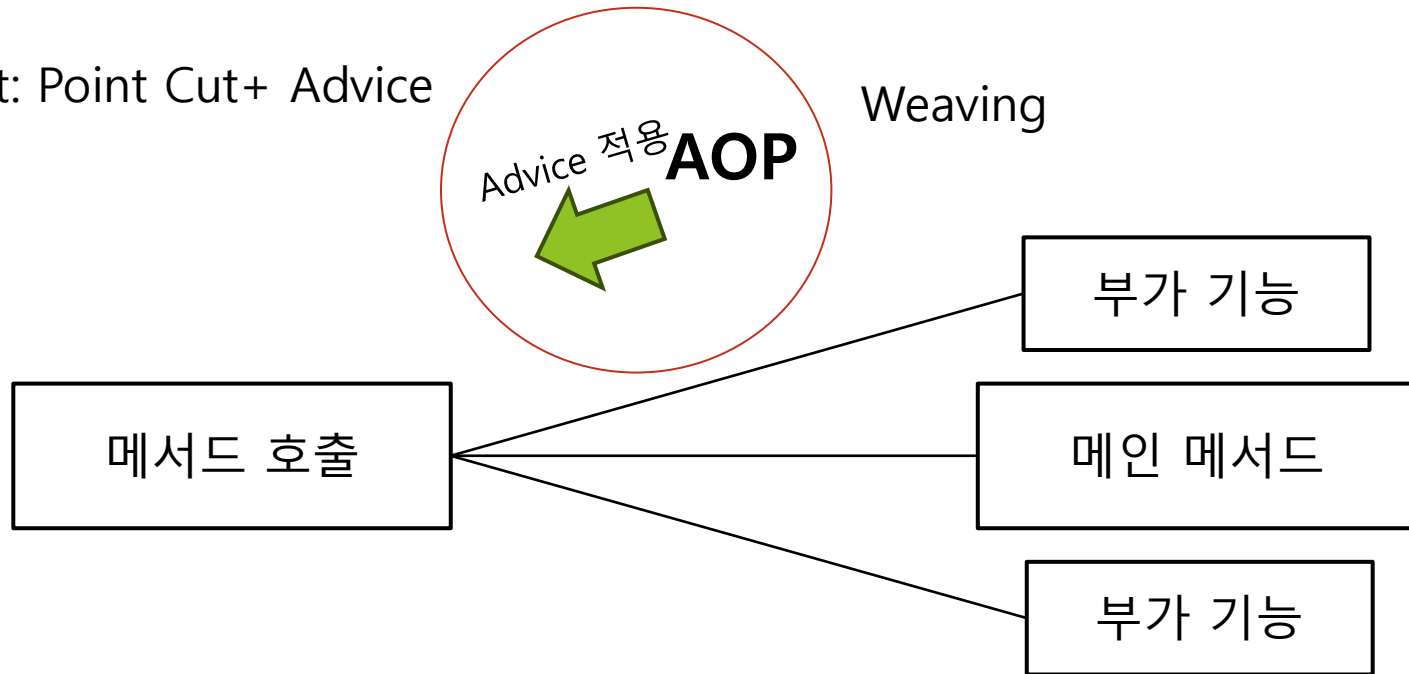 t: Point Cut+ Advice
Weaving
Advice 적용
AOP
부가 기능
메서드 호출
메인 메서드
부가 기능